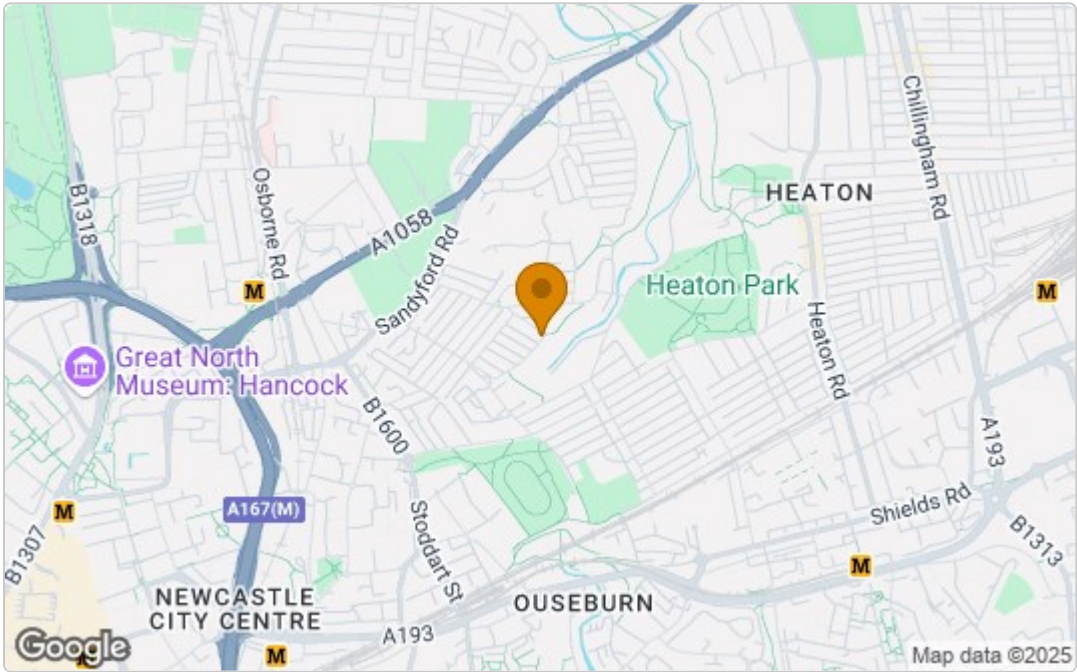 Chillingham Rd
HEATON
Osborne Rd
B1318
A1058
Sandyford Rd
M
Heaton Park
M
Heaton Rd
Great North
Museum: Hancock
B1600
A193
A167(M)
M
Stoddart St
Shields Rd
B1307
B1313
M
NEWCASTLE
CITY CENTRE
OUSEBURN
A193
M
M
Google
Map data ©2025